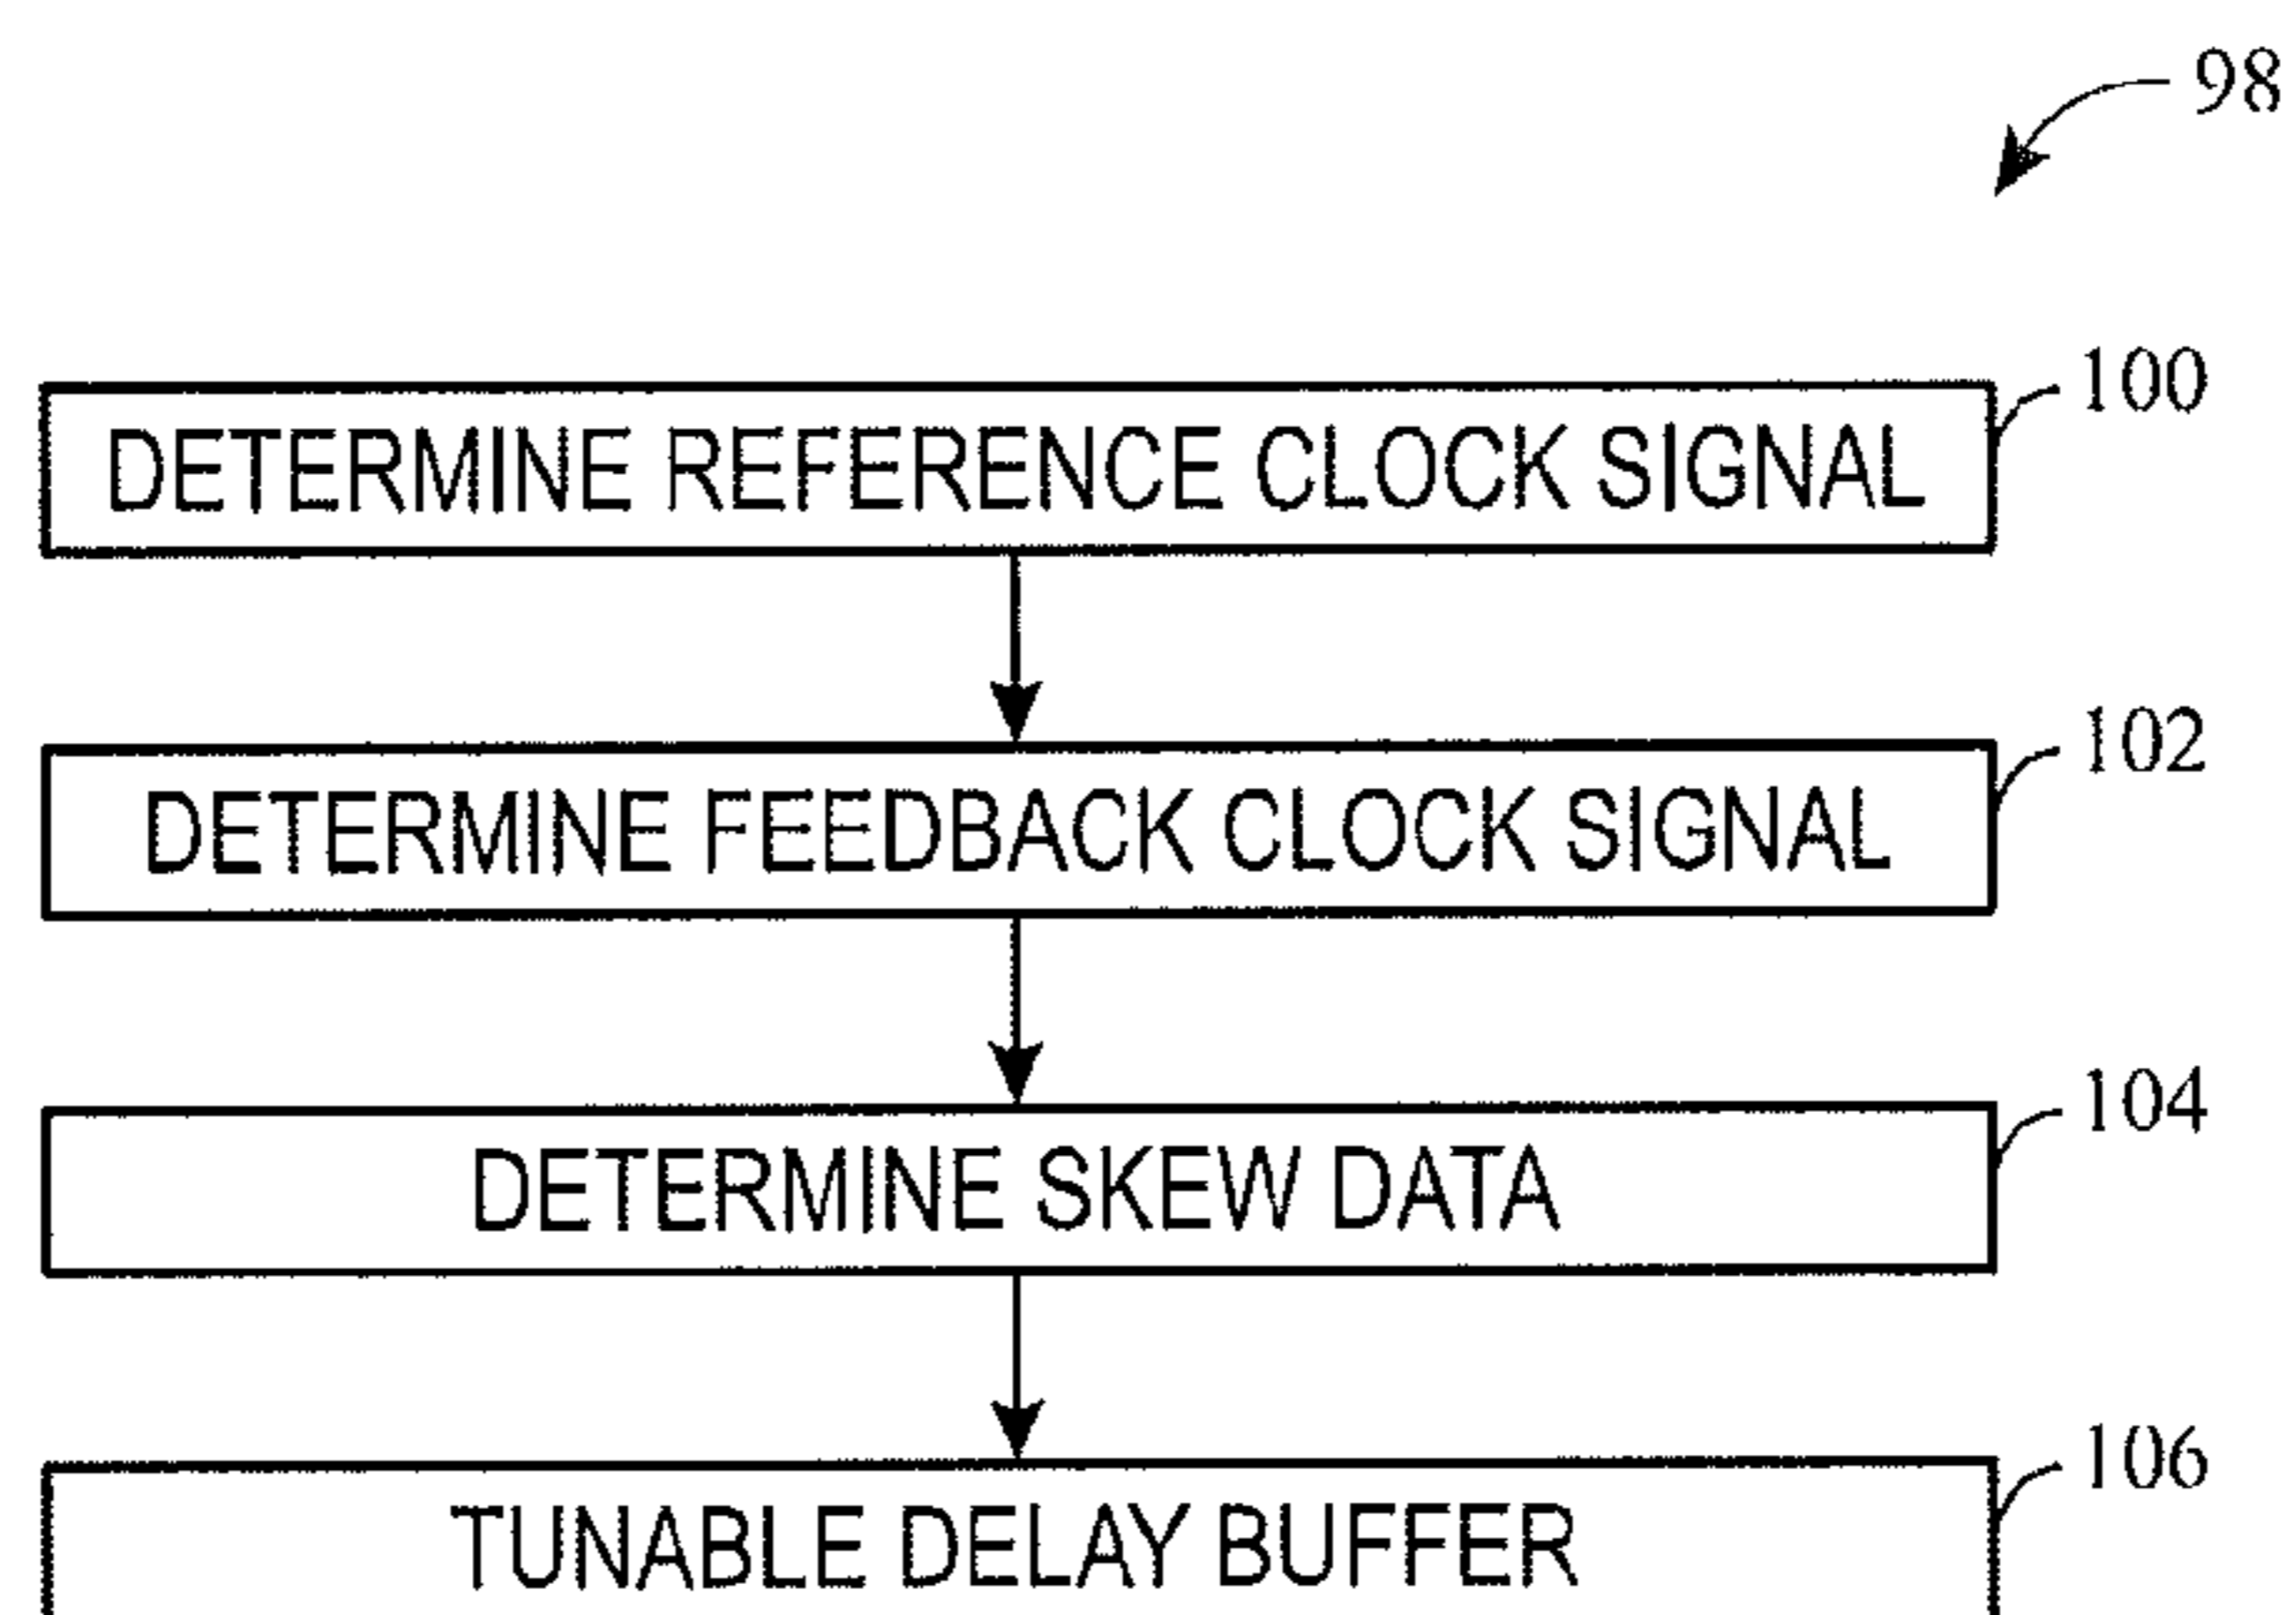 98
100
DETERMINE REFERENCE CLOCK SIGNAL
102
DETERMINE FEEDBACK CLOCK SIGNAL
104
DETERMINE SKEW DATA
106
TUNABLE DELAY BUFFER